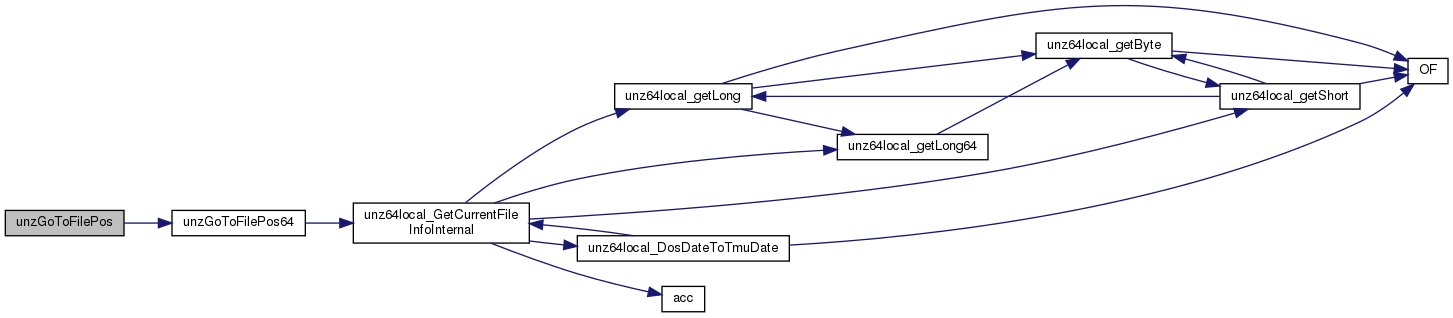 unzGoToFilePos
unzGoToFilePos64
unz64local_GetCurrentFile
InfoInternal
unz64local_getLong
unz64local_getLong64
unz64local_DosDateToTmuDate
acc
unz64local_getByte
unz64local_getShort
OF